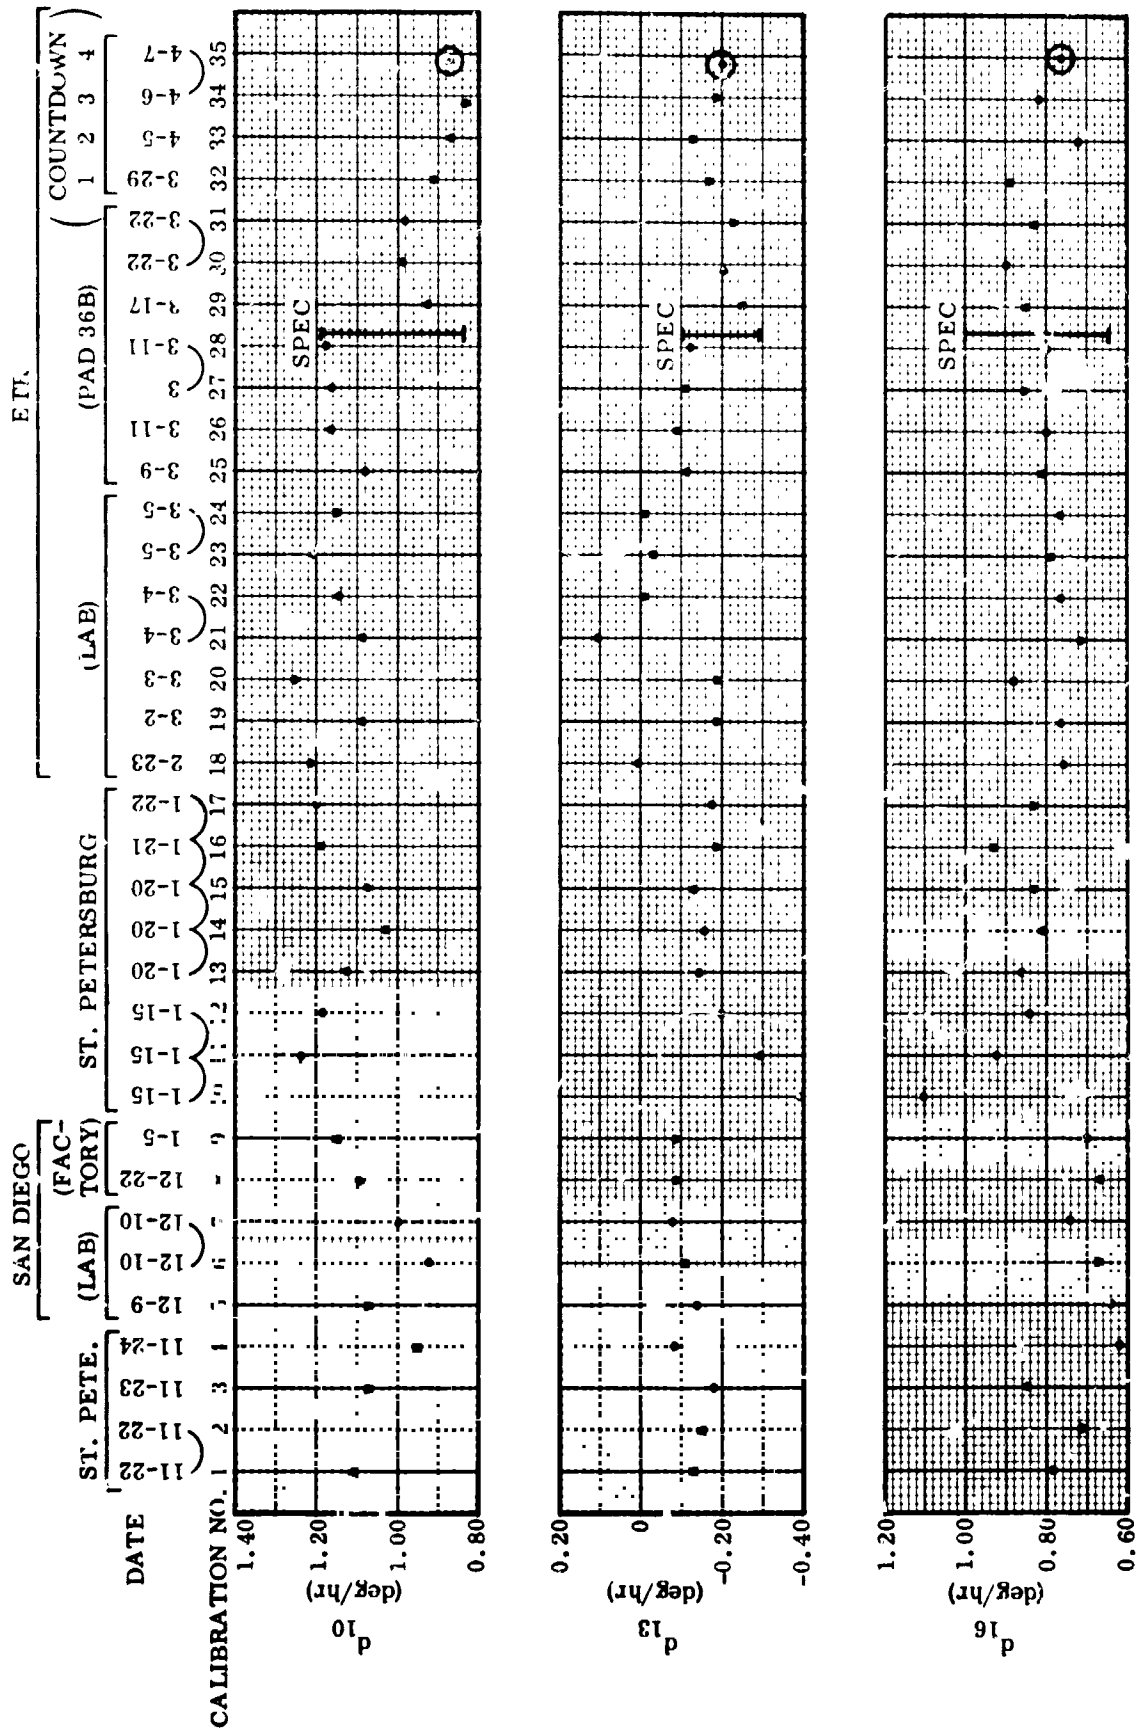 SAN DIEGO
ST. PETE. (LAB) (FAC-
TORY) ST. PETERSBURG (LAB) (PAD 36B) (COUNTDOWN)
1 2 3 4
DATE 11-22 11-22 11-23 11-24 12-9 12-10 12-10 12-22 1-5 1-15 1-15 1-15 1-20 1-20 1-20 1-21 1-22 2-23 3-2 3-3 3-4 3-4 3-5 3-5 3-9 3-11 3 3-11 3-17 3-22 3-22 3-29 4-5 4-6 4-7
CALIBRATION NO. 1 2 3 9 13 14 15 16 17 18 19 20 21 22 23 24 25 26 27 28 29 30 31 32 33 34 35
d10 (deg/hr)
1.40
1.20
1.00
0.80
SPEC
d13 (deg/hr)
0.20
0
-0.20
-0.40
SPEC
d16 (deg/hr)
1.20
1.00
0.80
0.60
SPEC